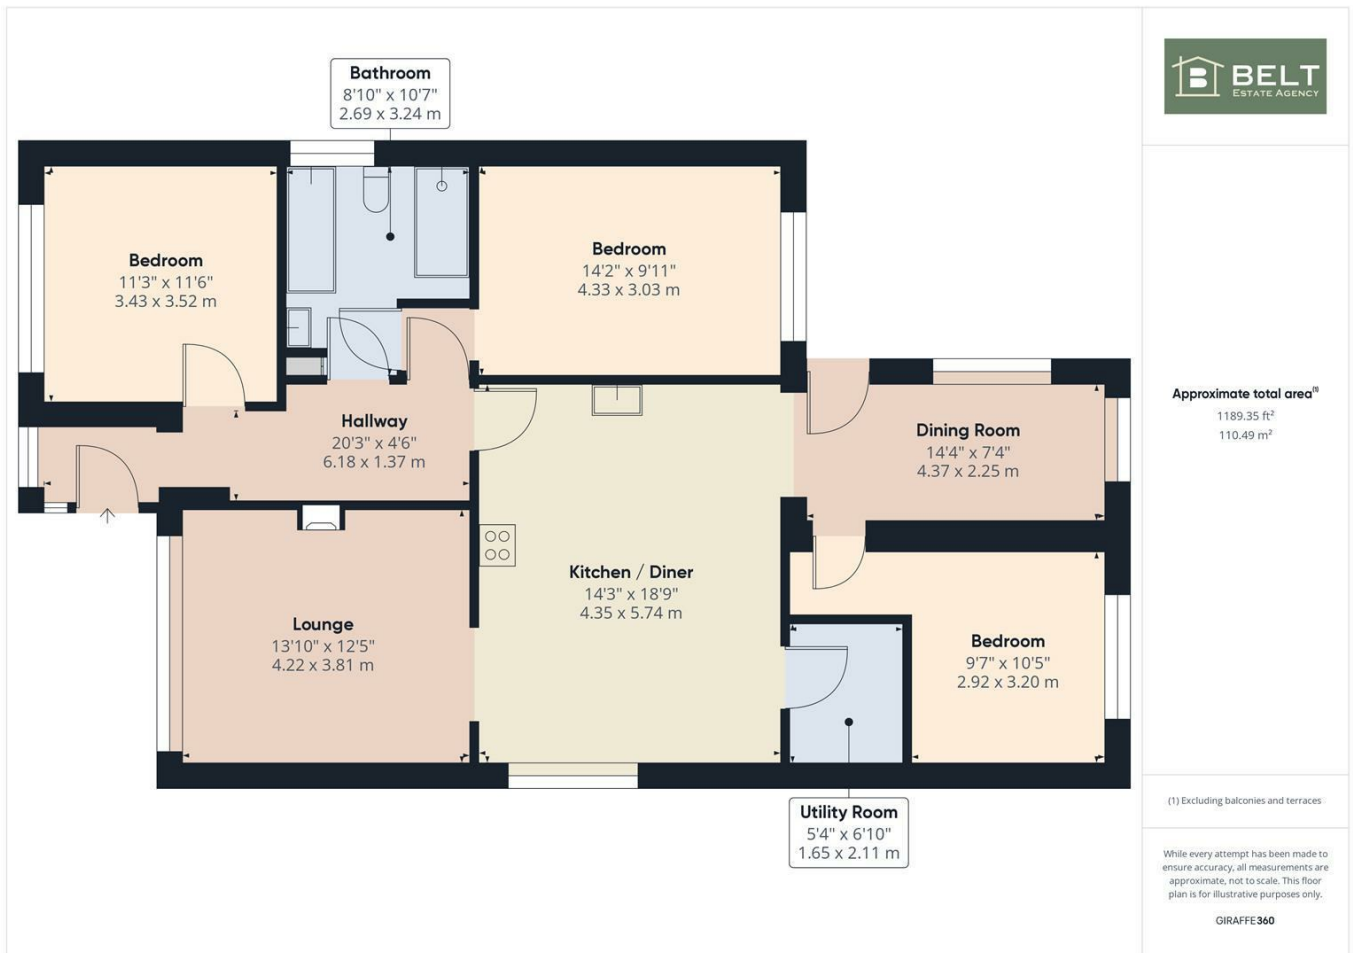 Bathroom
8'10" x 10'7"
2.69 x 3.24 m
BELT
ESTATE AGENCY
Bedroom
11'3" x 11'6"
3.43 x 3.52 m
Bedroom
14'2" x 9'11"
4.33 x 3.03 m
Approximate total area⁽¹⁾
1189.35 ft²
110.49 m²
Hallway
20'3" x 4'6"
6.18 x 1.37 m
Dining Room
14'4" x 7'4"
4.37 x 2.25 m
Kitchen / Diner
14'3" x 18'9"
4.35 x 5.74 m
Lounge
13'10" x 12'5"
4.22 x 3.81 m
Bedroom
9'7" x 10'5"
2.92 x 3.20 m
Utility Room
5'4" x 6'10"
1.65 x 2.11 m
(1) Excluding balconies and terraces
While every attempt has been made to
ensure accuracy, all measurements are
approximate, not to scale. This floor
plan is for illustrative purposes only.
GIRAFFE360